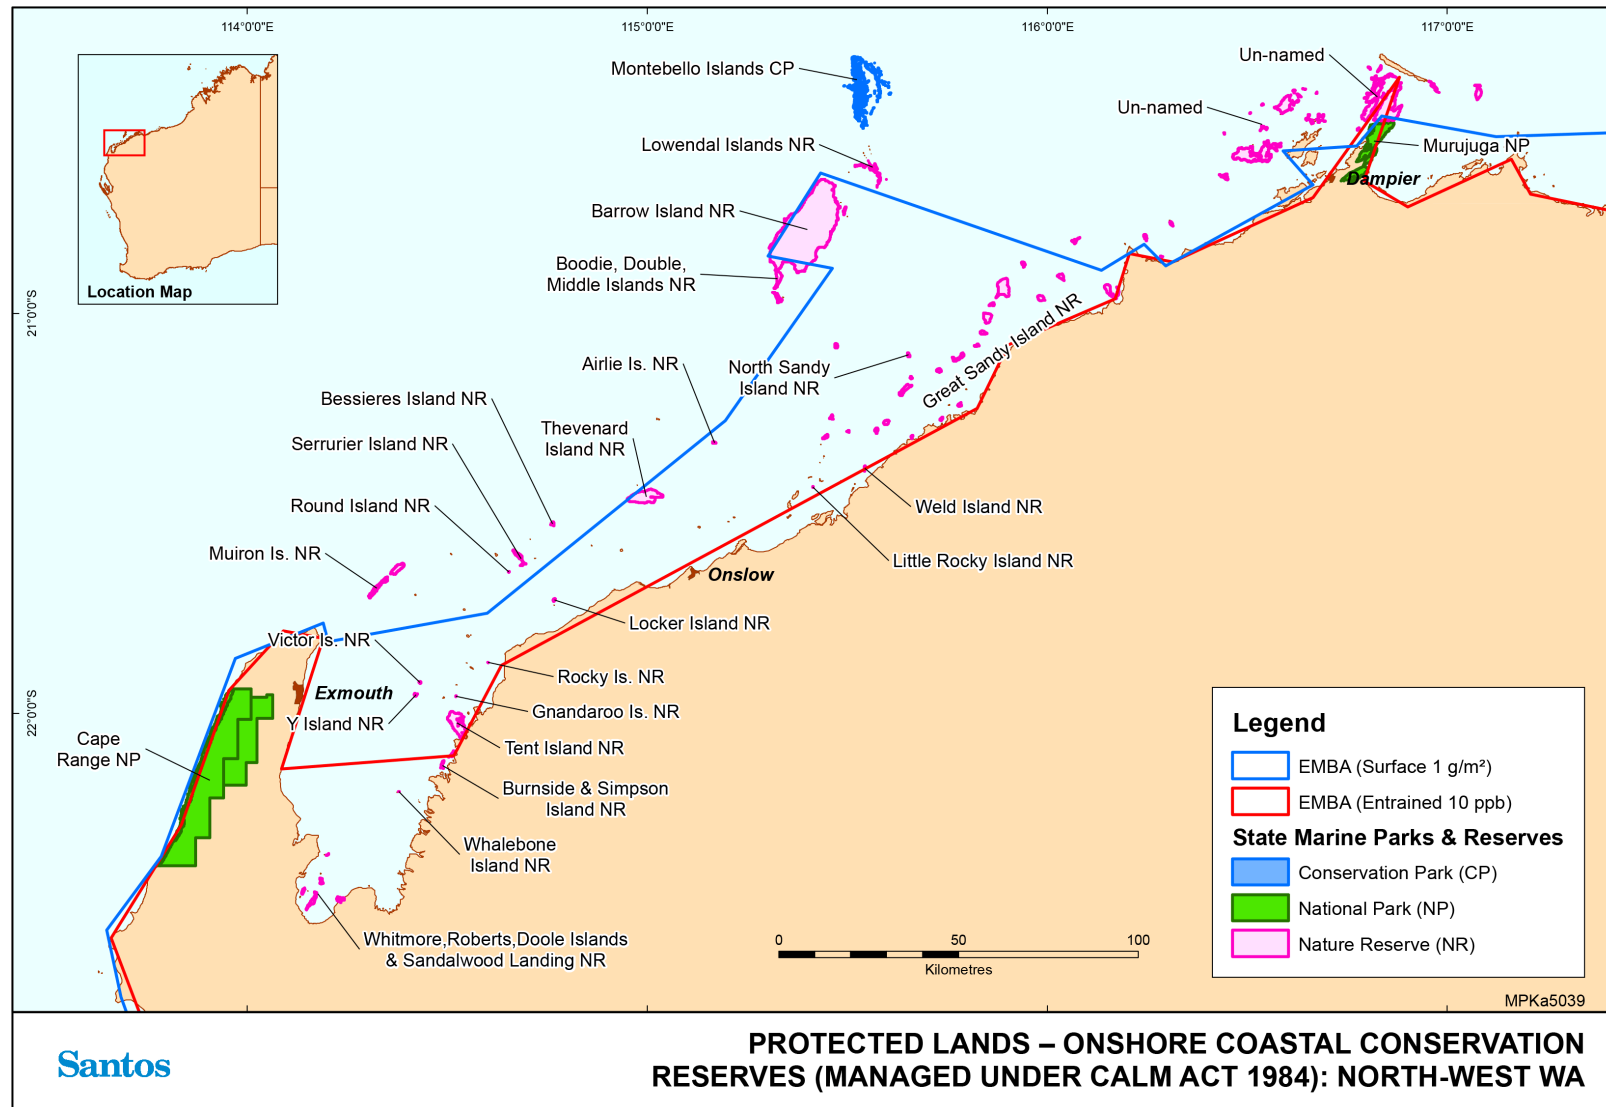 114°0'0"E
115°0'0"E
116°0'0"E
117°0'0"E
21°0'0"S
22°0'0"S
Location Map
Montebello Islands CP
Un-named
Un-named
Lowendal Islands NR
Murujuga NP
Dampier
Barrow Island NR
Boodie, Double,
Middle Islands NR
Great Sandy Island NR
Airlie Is. NR
North Sandy
Island NR
Bessieres Island NR
Thevenard
Island NR
Serrurier Island NR
Round Island NR
Weld Island NR
Muiron Is. NR
Little Rocky Island NR
Onslow
Locker Island NR
Victor Is. NR
Rocky Is. NR
Exmouth
Gnandaroo Is. NR
Y Island NR
Cape
Range NP
Tent Island NR
Burnside & Simpson
Island NR
Whalebone
Island NR
Whitmore,Roberts,Doole Islands
& Sandalwood Landing NR
0 50 100
Kilometres
Legend
EMBA (Surface 1 g/m²)
EMBA (Entrained 10 ppb)
State Marine Parks & Reserves
Conservation Park (CP)
National Park (NP)
Nature Reserve (NR)
MPKa5039
Santos
PROTECTED LANDS – ONSHORE COASTAL CONSERVATION
RESERVES (MANAGED UNDER CALM ACT 1984): NORTH-WEST WA